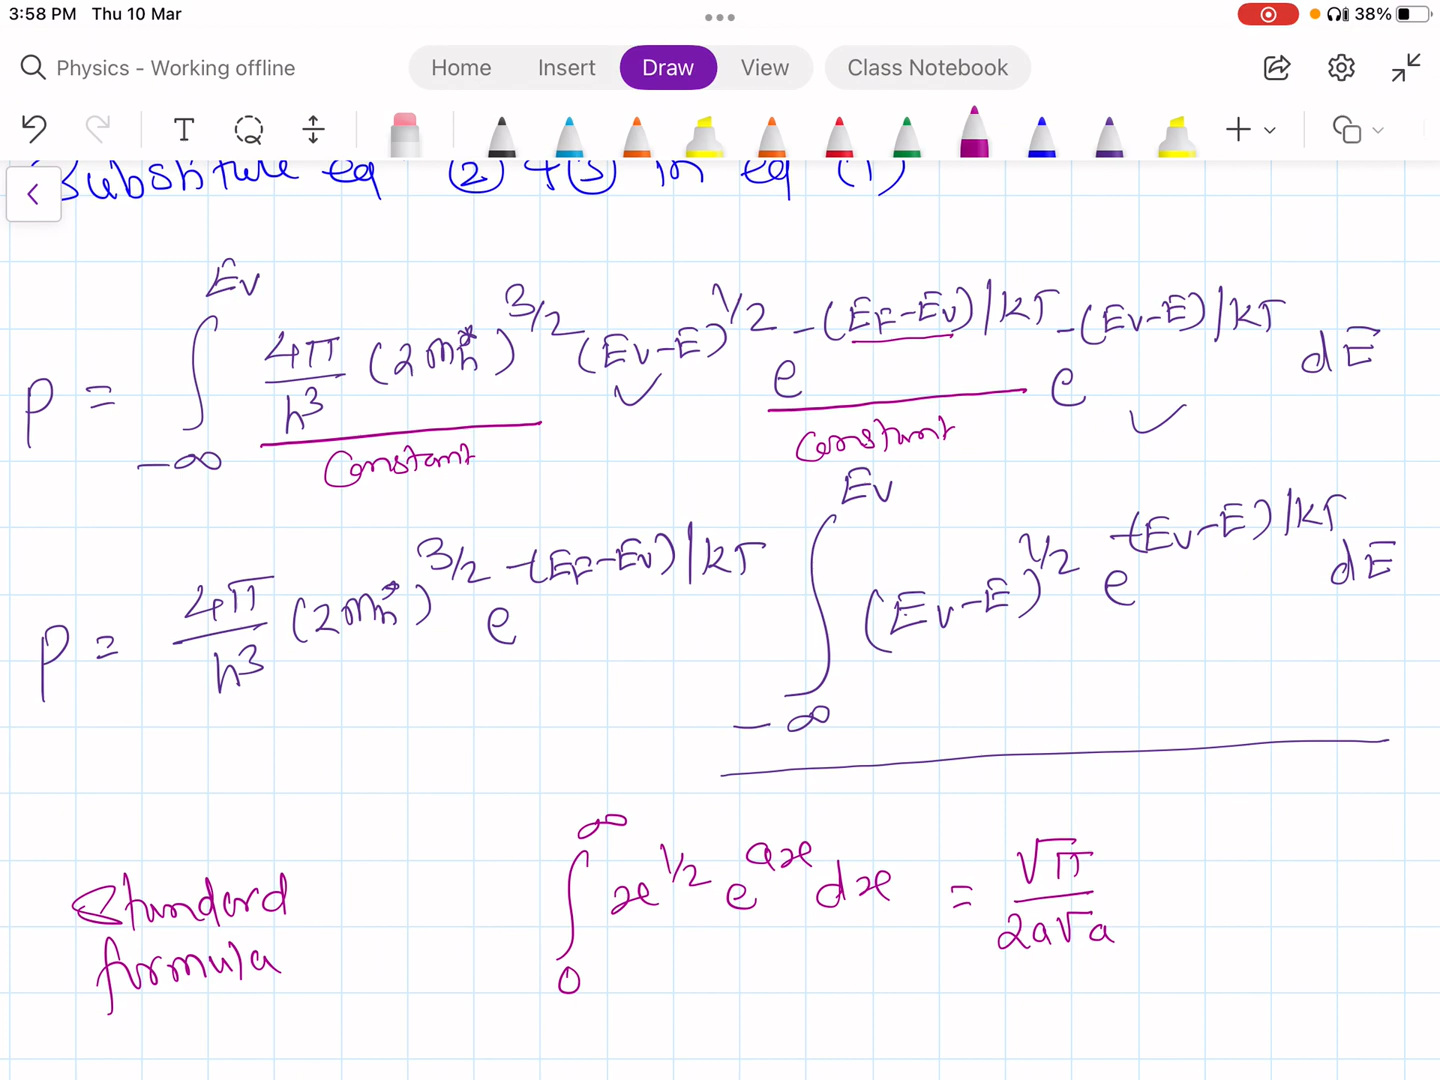 3:58 PM Thu 10 Mar 38%
Physics - Working offline Home Insert Draw View Class Notebook
T
Substiture eq (2) + (3) in eq (1)
p = ∫_{-∞}^{Ev} 4π/h³ (2mh*)^{3/2} (Ev-E)^{1/2} e^{-(EF-Ev)/kT} e^{-(Ev-E)/kT} dE
Constant Constant
p = 4π/h³ (2mh*)^{3/2} e^{-(EF-Ev)/kT} ∫_{-∞}^{Ev} (Ev-E)^{1/2} e^{-(Ev-E)/kT} dE
Standard formula ∫_{0}^{∞} x^{1/2} e^{ax} dx = √π/2a√a